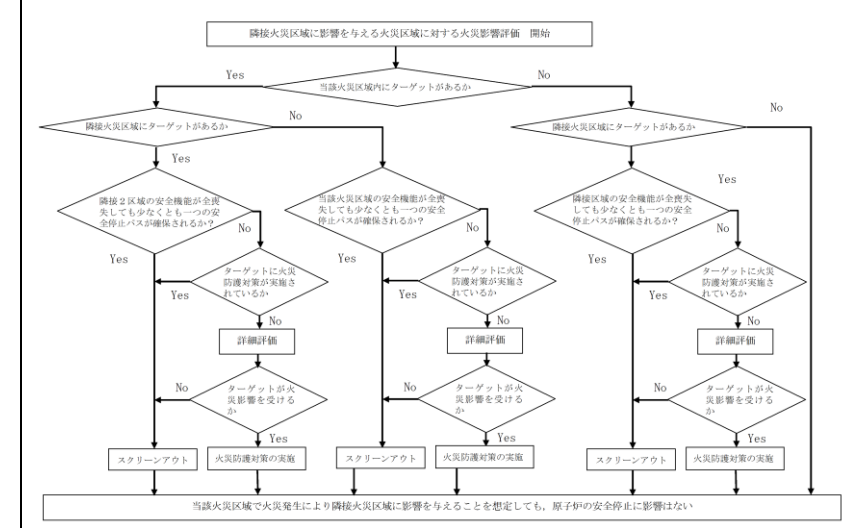 隣接火災区域に影響を与える火災区域に対する火災影響評価　開始
Yes
当該火災区域内にターゲットがあるか
No
隣接火災区域にターゲットがあるか
No
Yes
隣接火災区域にターゲットがあるか
No
Yes
隣接２区域の安全機能が全喪
失しても少なくとも一つの安
全停止パスが確保されるか？
No
Yes
当該火災区域の安全機能が全喪
失しても少なくとも一つの安全
停止パスが確保されるか？
No
Yes
隣接区域の安全機能が全喪失
しても少なくとも一つの安全
停止パスが確保されるか？
No
Yes
ターゲットに火災
防護対策が実施さ
れているか
Yes
No
ターゲットに火災
防護対策が実施さ
れているか
Yes
No
ターゲットに火災
防護対策が実施さ
れているか
Yes
No
詳細評価
詳細評価
詳細評価
No
ターゲットが火
災影響を受ける
か
Yes
No
ターゲットが火
災影響を受ける
か
Yes
No
ターゲットが火
災影響を受ける
か
Yes
スクリーンアウト
火災防護対策の実施
スクリーンアウト
火災防護対策の実施
スクリーンアウト
火災防護対策の実施
当該火災区域で火災発生により隣接火災区域に影響を与えることを想定しても，原子炉の安全停止に影響はない